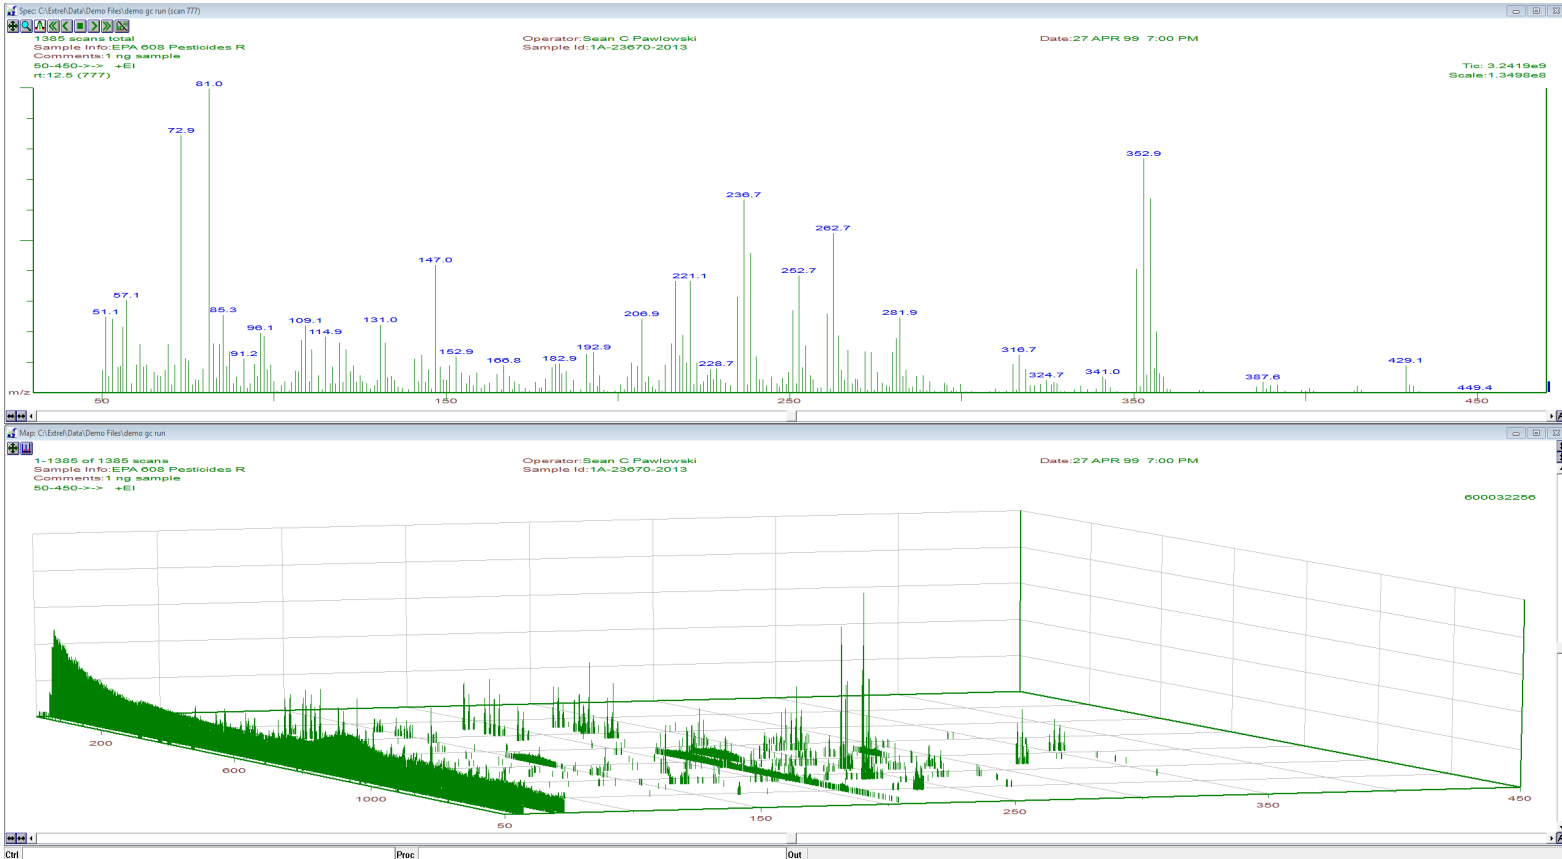 Spec: C:\Extrel\Data\Demo Files\demo gc run (scan 777)
1385 scans total Operator:Sean C Pawlowski Date:27 APR 99 7:00 PM
Sample Info:EPA 608 Pesticides R Sample Id:1A-23670-2013
Comments:1 ng sample
50-450->-> +EI Tic: 3.2419e9
rt:12.5 (777) Scale:1.3498e8
81.0
72.9
352.9
236.7
262.7
147.0
252.7
221.1
57.1
51.1 85.3 206.9 281.9
109.1 131.0
96.1 114.9
91.2 152.9 192.9 316.7
166.8 182.9 228.7 429.1
324.7 341.0 387.6
449.4
m/z
50 150 250 350 450
Map: C:\Extrel\Data\Demo Files\demo gc run
1-1385 of 1385 scans Operator:Sean C Pawlowski Date:27 APR 99 7:00 PM
Sample Info:EPA 608 Pesticides R Sample Id:1A-23670-2013
Comments:1 ng sample
50-450->-> +EI
600032256
200
600
1000
50 150 250 350 450
Ctrl Proc Out